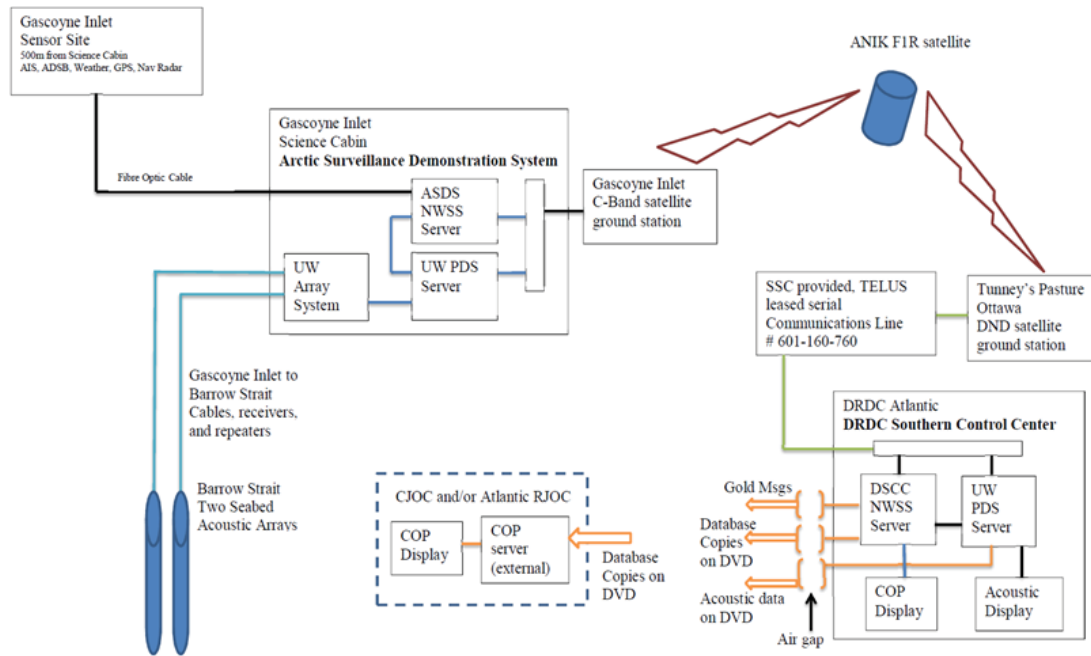 Gascoyne Inlet
Sensor Site
500m from Science Cabin
AIS, ADSB, Weather, GPS, Nav Radar
ANIK F1R satellite
Gascoyne Inlet
Science Cabin
Arctic Surveillance Demonstration System
Fibre Optic Cable
ASDS
NWSS
Server
Gascoyne Inlet
C-Band satellite
ground station
UW
Array
System
UW PDS
Server
SSC provided, TELUS
leased serial
Communications Line
# 601-160-760
Tunney's Pasture
Ottawa
DND satellite
ground station
Gascoyne Inlet to
Barrow Strait
Cables, receivers,
and repeaters
Barrow Strait
Two Seabed
Acoustic Arrays
CJOC and/or Atlantic RJOC
COP
Display
COP
server
(external)
Database
Copies on
DVD
DRDC Atlantic
DRDC Southern Control Center
Gold Msgs
Database
Copies
on DVD
Acoustic data
on DVD
Air gap
DSCC
NWSS
Server
UW
PDS
Server
COP
Display
Acoustic
Display